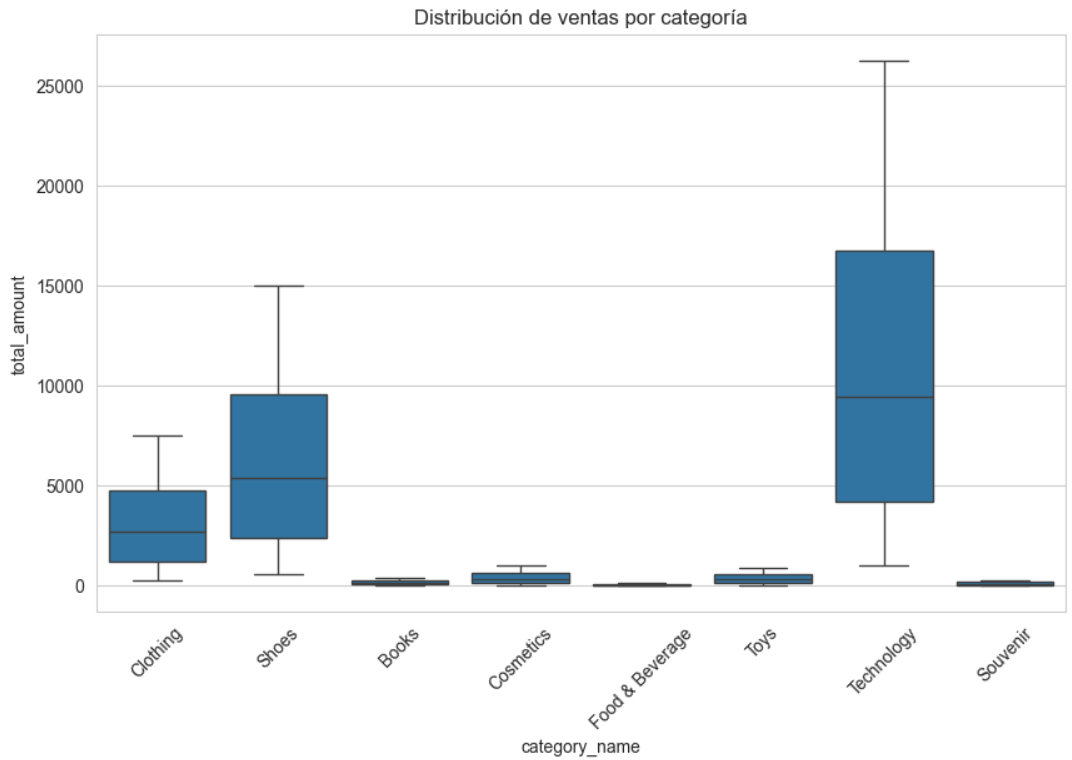 Distribución de ventas por categoría
total_amount
25000
20000
15000
10000
5000
0
Clothing
Shoes
Books
Cosmetics
Food & Beverage
Toys
Technology
Souvenir
category_name